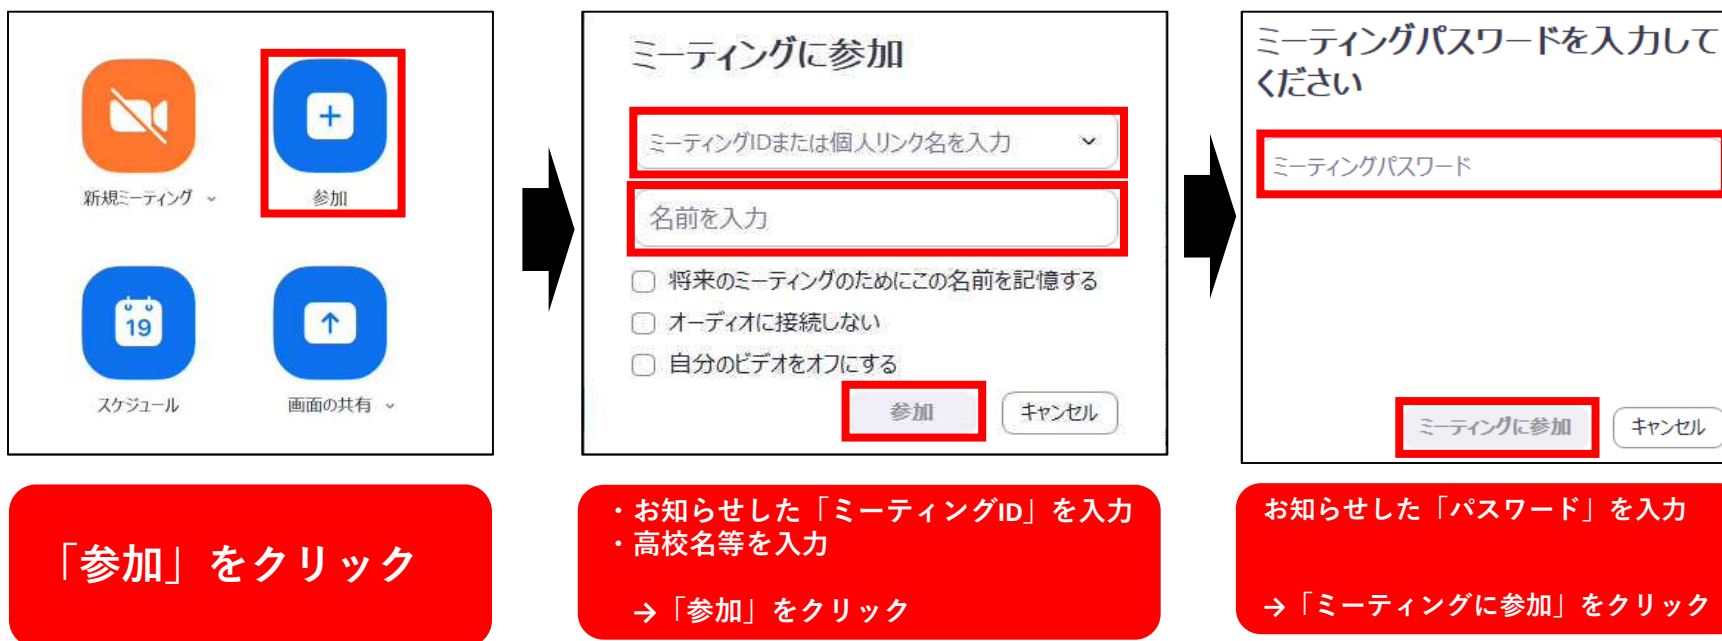 新規ミーティング
参加
19
スケジュール
画面の共有
「参加」をクリック
ミーティングに参加
ミーティングIDまたは個人リンク名を入力
名前を入力
将来のミーティングのためにこの名前を記憶する
オーディオに接続しない
自分のビデオをオフにする
参加
キャンセル
・お知らせした「ミーティングID」を入力
・高校名等を入力
→「参加」をクリック
ミーティングパスワードを入力して
ください
ミーティングパスワード
ミーティングに参加
キャンセル
お知らせした「パスワード」を入力
→「ミーティングに参加」をクリック